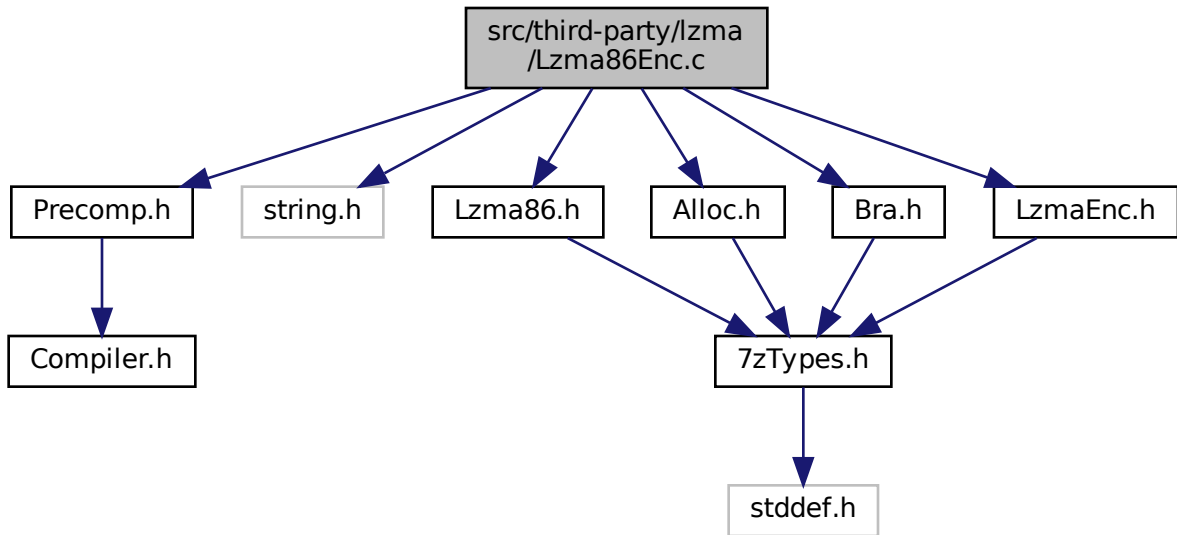 src/third-party/lzma
/Lzma86Enc.c
Precomp.h
string.h
Lzma86.h
Alloc.h
Bra.h
LzmaEnc.h
Compiler.h
7zTypes.h
stddef.h